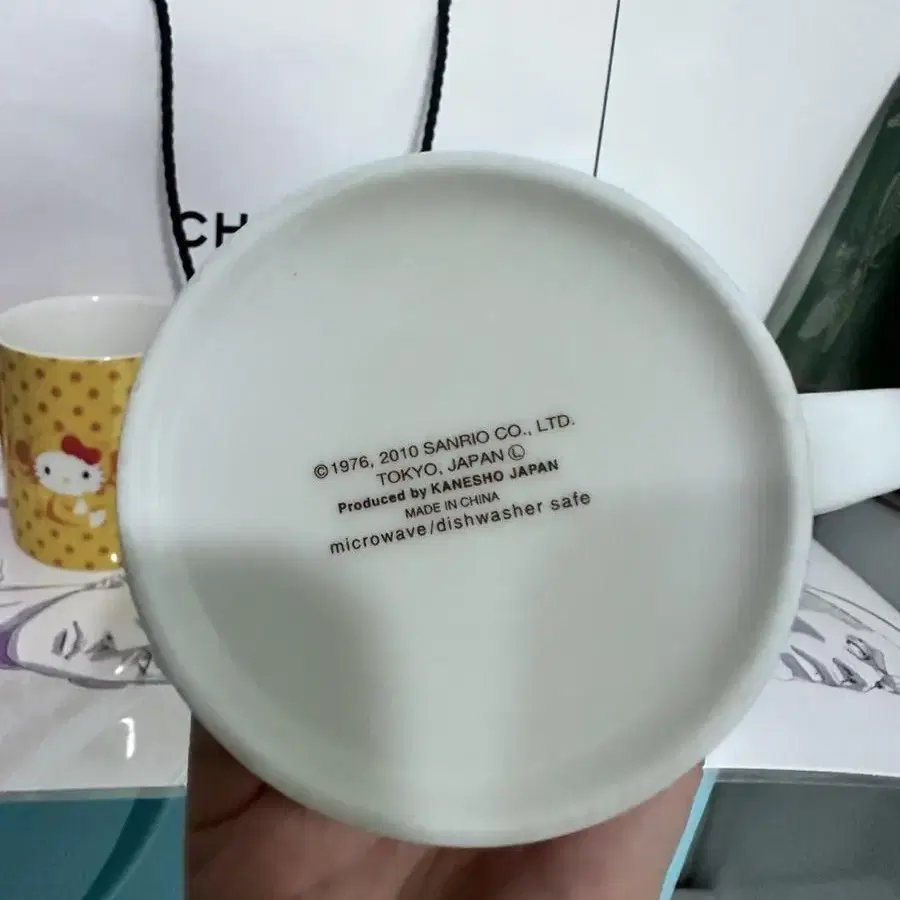 CH
©1976, 2010 SANRIO CO., LTD.
TOKYO, JAPAN Ⓛ
Produced by KANESHO JAPAN
MADE IN CHINA
microwave/dishwasher safe